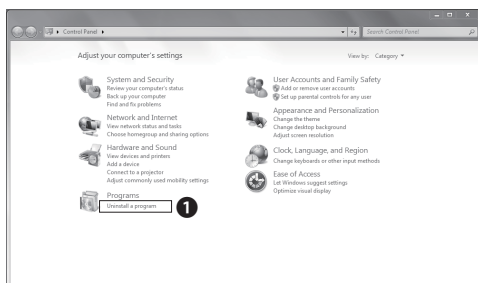 Control Panel
Search Control Panel
Adjust your computer's settings
View by: Category
System and Security
Review your computer's status
Back up your computer
Find and fix problems
Network and Internet
View network status and tasks
Choose homegroup and sharing options
Hardware and Sound
View devices and printers
Add a device
Connect to a projector
Adjust commonly used mobility settings
Programs
Uninstall a program
1
User Accounts and Family Safety
Add or remove user accounts
Set up parental controls for any user
Appearance and Personalization
Change the theme
Change desktop background
Adjust screen resolution
Clock, Language, and Region
Change keyboards or other input methods
Ease of Access
Let Windows suggest settings
Optimize visual display